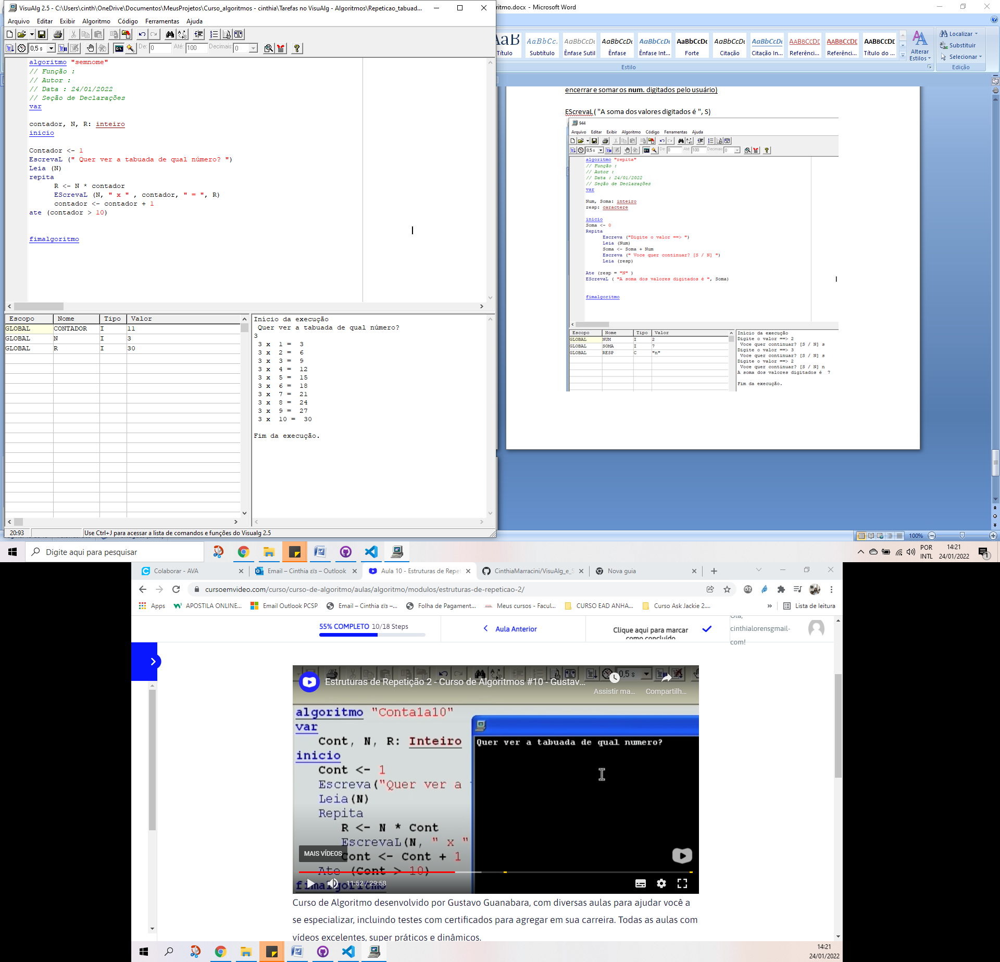 VisuAlg 2.5 - C:\Users\cinth\OneDrive\Documentos\MeusProjetos\Curso_algoritmos - cinthia\Tarefas no VisuAlg - Algoritmos\Repeticao_tabuad...
Arquivo Editar Exibir Algoritmo Código Ferramentas Ajuda
0,5 s De: 0 Até: 100 Decimais: 0
algoritmo "semnome"
// Função :
// Autor :
// Data : 24/01/2022
// Seção de Declarações
var
contador, N, R: inteiro
inicio
Contador <- 1
EscrevaL (" Quer ver a tabuada de qual número? ")
Leia (N)
repita
R <- N * contador
EScrevaL (N, " x " , contador, " = ", R)
contador <- contador + 1
ate (contador > 10)
fimalgoritmo
Escopo Nome Tipo Valor
GLOBAL CONTADOR I 11
GLOBAL N I 3
GLOBAL R I 30
Início da execução
Quer ver a tabuada de qual número?
3
3 x 1 = 3
3 x 2 = 6
3 x 3 = 9
3 x 4 = 12
3 x 5 = 15
3 x 6 = 18
3 x 7 = 21
3 x 8 = 24
3 x 9 = 27
3 x 10 = 30
Fim da execução.
20:93 Use Ctrl+J para acessar a lista de comandos e funções do Visualg 2.5
ritmo.docx - Microsoft Word
AaB AaBbCc. AaBbCcDc AaBbCcDc AaBbCcDc AaBbCcDc AaBbCcDc AaBbCcDc AABBCCDD AABBCCDD AABBCCDD
Título Subtítulo Ênfase Sutil Ênfase Ênfase Int... Forte Citação Citação In... Referênci... Referênci... Título do ...
Alterar Estilos
Localizar
Substituir
Selecionar
Estilo Edição
encerrar e somar os num. digitados pelo usuário)
EScrevaL ( "A soma dos valores digitados é ", S)
944
Arquivo Editar Exibir Algoritmo Código Ferramentas Ajuda
0,5 s De: 0 Até: 100 Decimais: 0
algoritmo "repita"
// Função :
// Autor :
// Data : 24/01/2022
// Seção de Declarações
var
Num, Soma: inteiro
resp: caractere
inicio
Soma <- 0
Repita
Escreva ("Digite o valor ==> ")
Leia (Num)
Soma <- Soma + Num
Escreva (" Voce quer continuar? [S / N] ")
Leia (resp)
Ate (resp = "N" )
EScrevaL ( "A soma dos valores digitados é ", Soma)
fimalgoritmo
Escopo Nome Tipo Valor
GLOBAL NUM I 2
GLOBAL SOMA I 7
GLOBAL RESP C "n"
Início da execução
Digite o valor ==> 2
Voce quer continuar? [S / N] s
Digite o valor ==> 3
Voce quer continuar? [S / N] s
Digite o valor ==> 2
Voce quer continuar? [S / N] n
A soma dos valores digitados é 7
Fim da execução.
100%
Digite aqui para pesquisar
POR
INTL
14:21
24/01/2022
1
Colaborar - AVA
Email – Cinthia εïз – Outlook
Aula 10 - Estruturas de Repet
CinthiaMarracini/VisuAlg_e_S
Nova guia
cursoemvideo.com/curso/curso-de-algoritmo/aulas/algoritmo/modulos/estruturas-de-repeticao-2/
Apps APOSTILA ONLINE... Email Outlook PCSP Email – Cinthia εïз –... Folha de Pagament... Meus cursos - Facul... CURSO EAD ANHA... Curso Ask Jackie 2.... » Lista de leitura
55% COMPLETO 10/18 Steps
Aula Anterior
Clique aqui para marcar
como concluído
Olá,
cinthialorensgmail-
com!
Estruturas de Repetição 2 - Curso de Algoritmos #10 - Gustav...
0,5 s
Assistir ma... Compartilh...
algoritmo "Conta1a10"
var
Cont, N, R: Inteiro
inicio
Cont <- 1
Escreva("Quer ver a
Leia(N)
Repita
R <- N * Cont
EscrevaL(N, " x "
Cont <- Cont + 1
Ate (Cont > 10)
fimalgoritmo
Quer ver a tabuada de qual numero?
MAIS VÍDEOS
11:52 / 29:58
Curso de Algoritmo desenvolvido por Gustavo Guanabara, com diversas aulas para ajudar você a
se especializar, incluindo testes com certificados para agregar em sua carreira. Todas as aulas com
vídeos excelentes, super práticos e dinâmicos.
14:21
24/01/2022